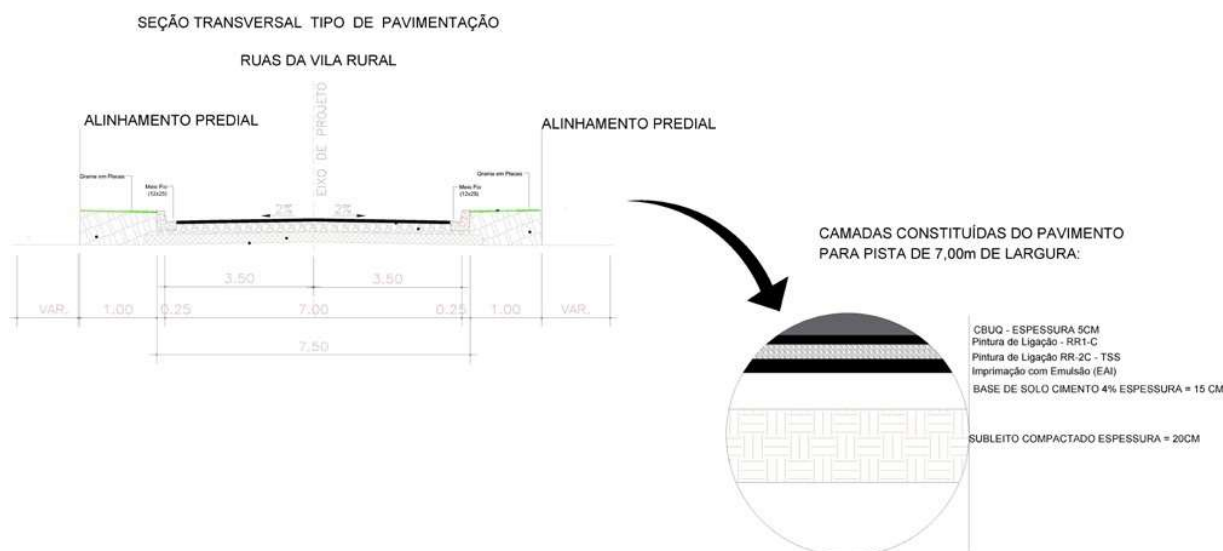 SEÇÃO TRANSVERSAL TIPO DE PAVIMENTAÇÃO
RUAS DA VILA RURAL
EIXO DE PROJETO
ALINHAMENTO PREDIAL
ALINHAMENTO PREDIAL
Grama em Placas
Meio Fio
Grama em Placas
Meio Fio
3.50
3.50
VAR.
1.00
0.25
7.00
0.25
1.00
VAR.
7.50
CAMADAS CONSTITUÍDAS DO PAVIMENTO
PARA PISTA DE 7,00m DE LARGURA:
CBUQ - ESPESSURA 5CM
Pintura de Ligação - RR1-C
Pintura de Ligação RR-2C - TSS
Imprimação com Emulsão (EAI)
BASE DE SOLO CIMENTO 4% ESPESSURA = 15 CM
SUBLEITO COMPACTADO ESPESSURA = 20CM